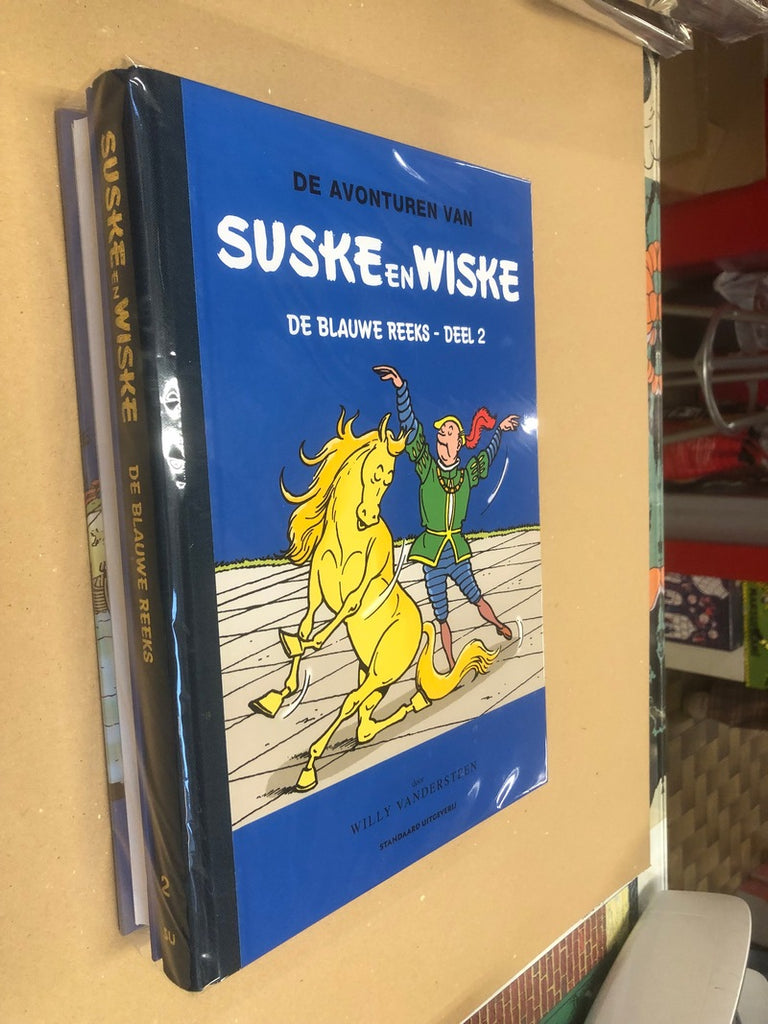 DE AVONTUREN VAN
SUSKE EN WISKE
DE BLAUWE REEKS - DEEL 2
door
WILLY VANDERSTEEN
STANDAARD UITGEVERIJ
SUSKE EN WISKE
DE BLAUWE REEKS
2
SU